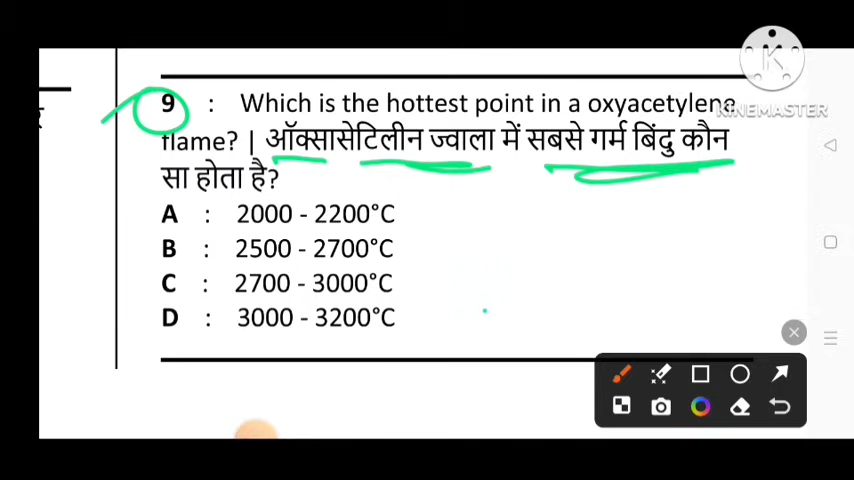 K
KINEMASTER
9 : Which is the hottest point in a oxyacetylene
flame? | ऑक्सासेटिलीन ज्वाला में सबसे गर्म बिंदु कौन
सा होता है?
A : 2000 - 2200°C
B : 2500 - 2700°C
C : 2700 - 3000°C
D : 3000 - 3200°C